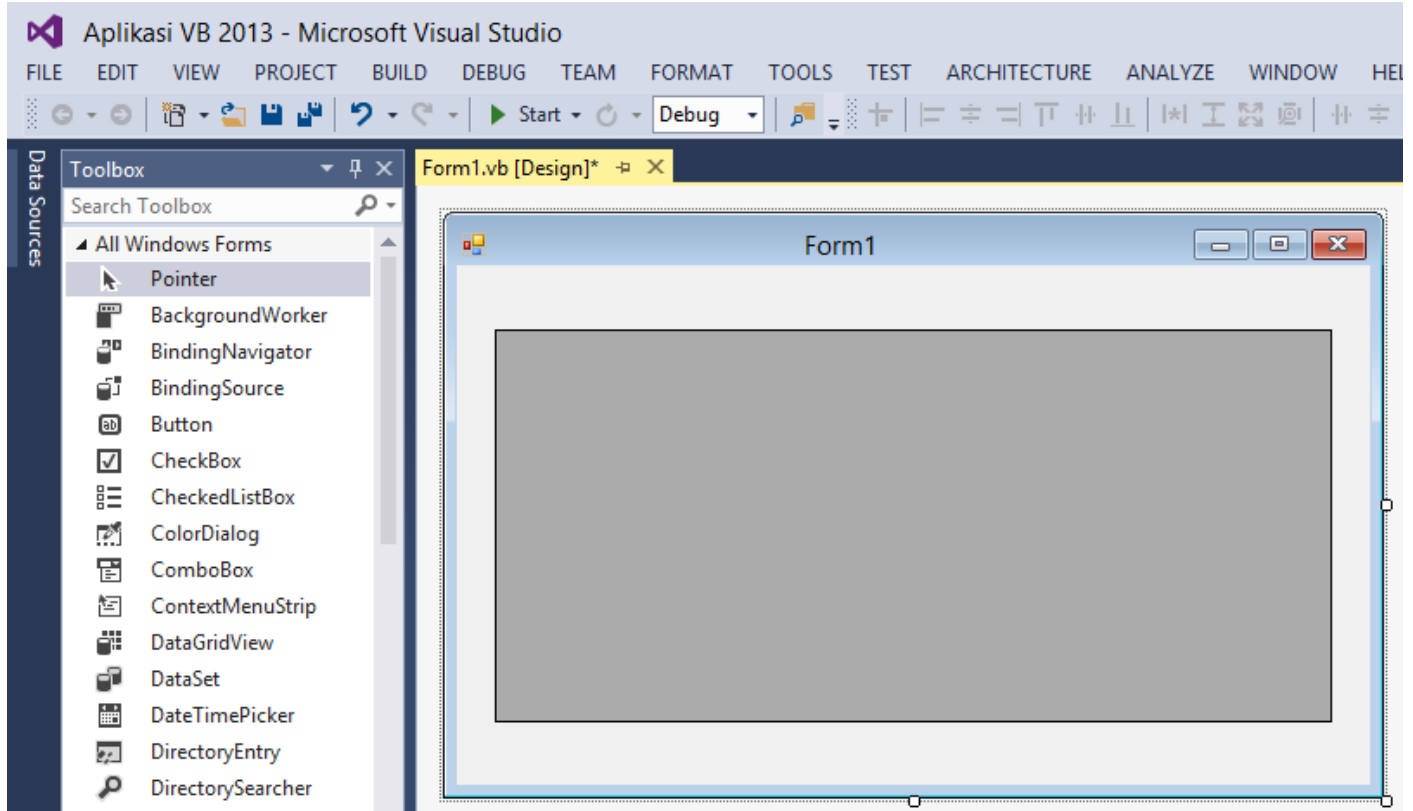 Aplikasi VB 2013 - Microsoft Visual Studio
FILE EDIT VIEW PROJECT BUILD DEBUG TEAM FORMAT TOOLS TEST ARCHITECTURE ANALYZE WINDOW HEL
Start Debug
Data Sources
Toolbox
Form1.vb [Design]*
Search Toolbox
All Windows Forms
Form1
Pointer
BackgroundWorker
BindingNavigator
BindingSource
Button
CheckBox
CheckedListBox
ColorDialog
ComboBox
ContextMenuStrip
DataGridView
DataSet
DateTimePicker
DirectoryEntry
DirectorySearcher